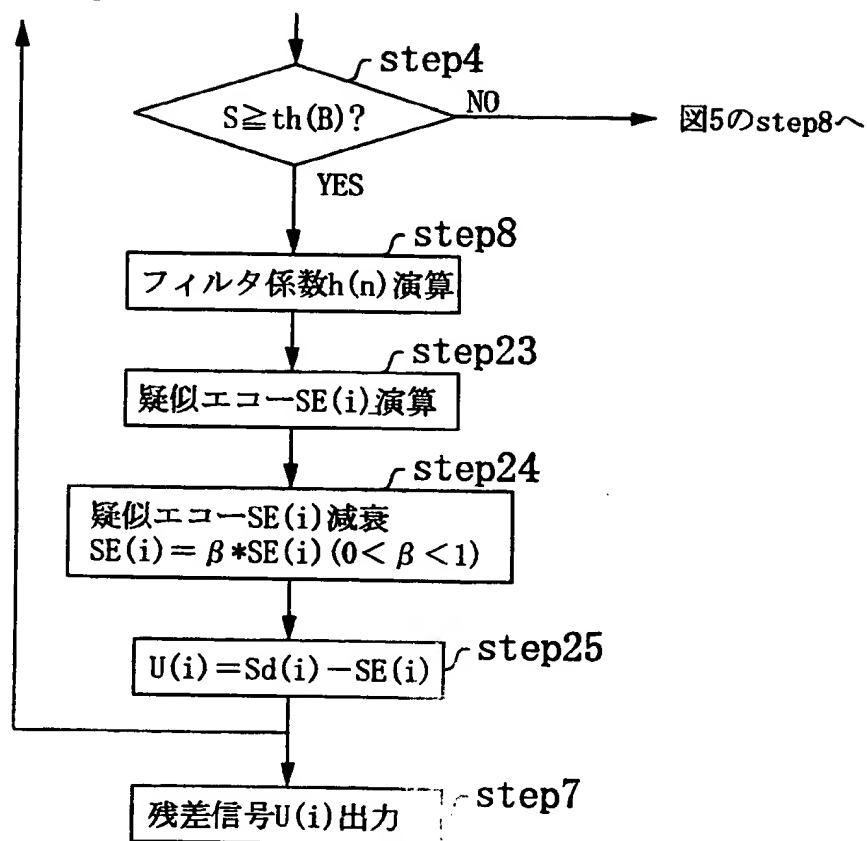 step4
S≧th(B)?
NO
図5のstep8へ
YES
step8
フィルタ係数h(n)演算
step23
疑似エコーSE(i)演算
step24
疑似エコーSE(i)減衰
SE(i)=β*SE(i)(0<β<1)
step25
U(i)=Sd(i)−SE(i)
step7
残差信号U(i)出力